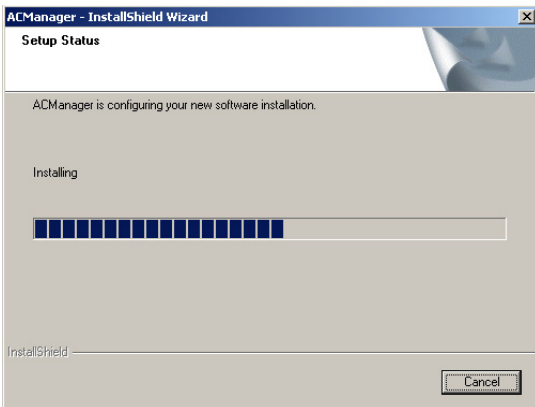 ACManager - InstallShield Wizard
Setup Status
ACManager is configuring your new software installation.
Installing
InstallShield
Cancel